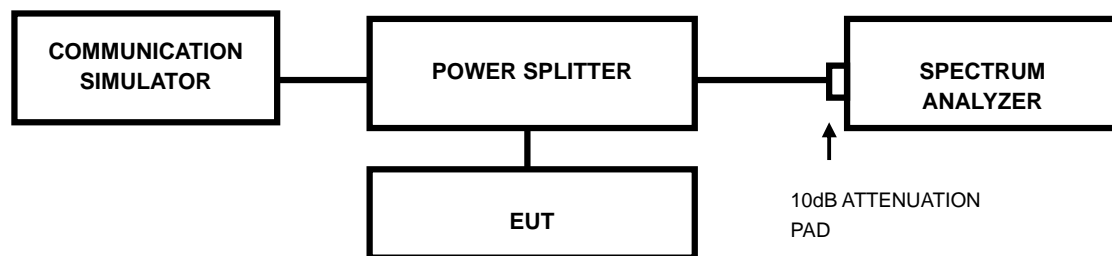 COMMUNICATION
SIMULATOR
POWER SPLITTER
SPECTRUM
ANALYZER
EUT
10dB ATTENUATION
PAD